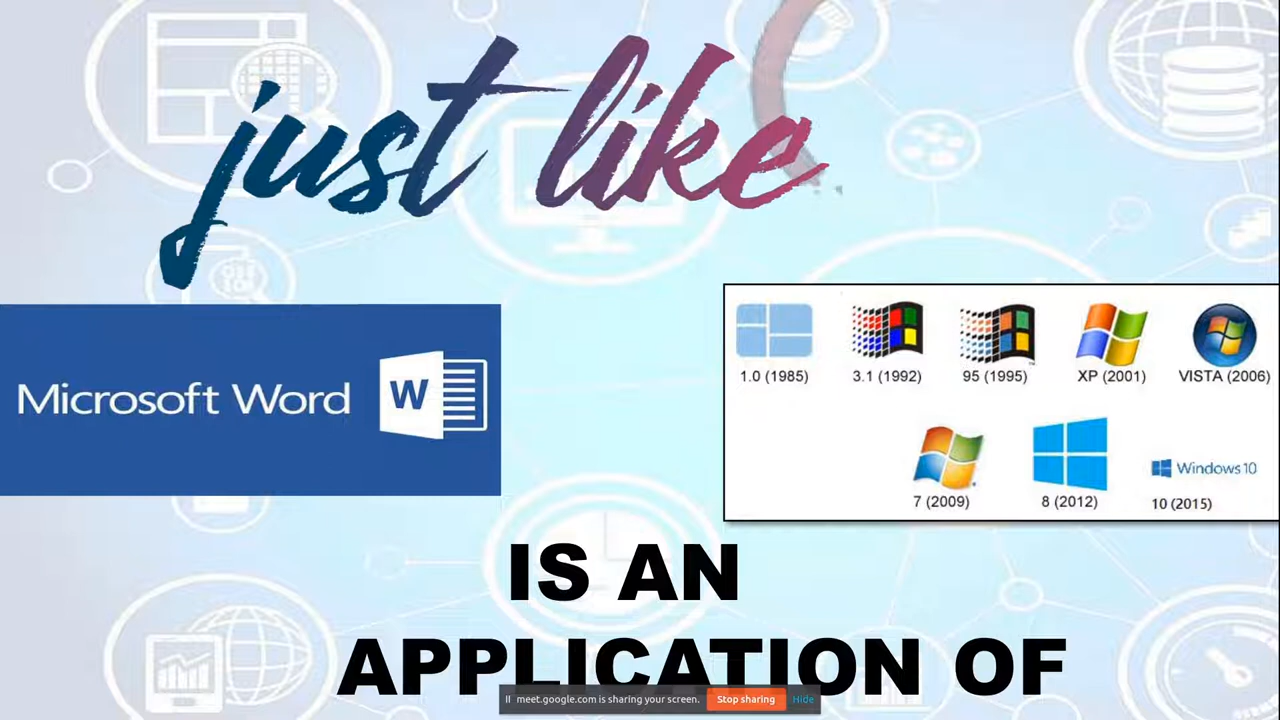 just like
Microsoft Word
W
1.0 (1985)
3.1 (1992)
95 (1995)
XP (2001)
VISTA (2006)
7 (2009)
8 (2012)
Windows 10
10 (2015)
IS AN
APPLICATION OF
meet.google.com is sharing your screen.
Stop sharing
Hide